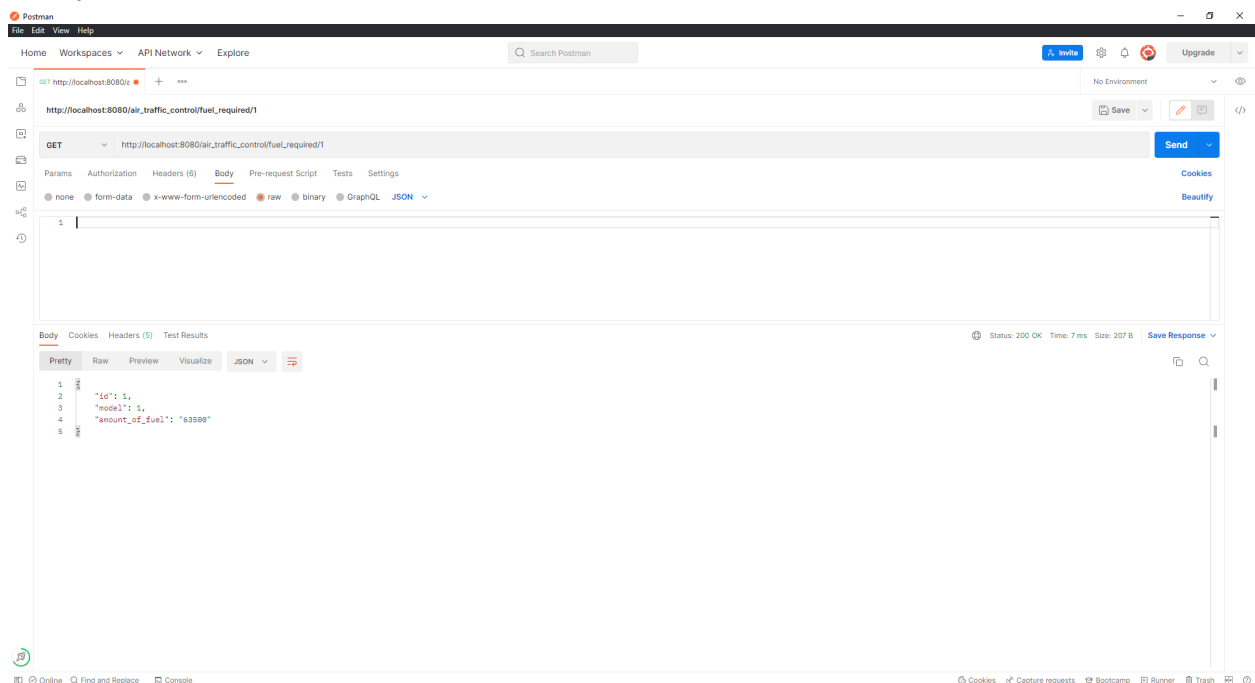 Postman
File Edit View Help
Home Workspaces API Network Explore
Search Postman
Invite
Upgrade
GET http://localhost:8080/a
No Environment
http://localhost:8080/air_traffic_control/fuel_required/1
Save
GET http://localhost:8080/air_traffic_control/fuel_required/1
Send
Params Authorization Headers (6) Body Pre-request Script Tests Settings
Cookies
none form-data x-www-form-urlencoded raw binary GraphQL JSON
Beautify
1
Body Cookies Headers (5) Test Results
Status: 200 OK Time: 7 ms Size: 207 B Save Response
Pretty Raw Preview Visualize JSON
1 {
2 "id": 1,
3 "model": 1,
4 "amount_of_fuel": "63500"
5 }
Online Find and Replace Console
Cookies Capture requests Bootcamp Runner Trash